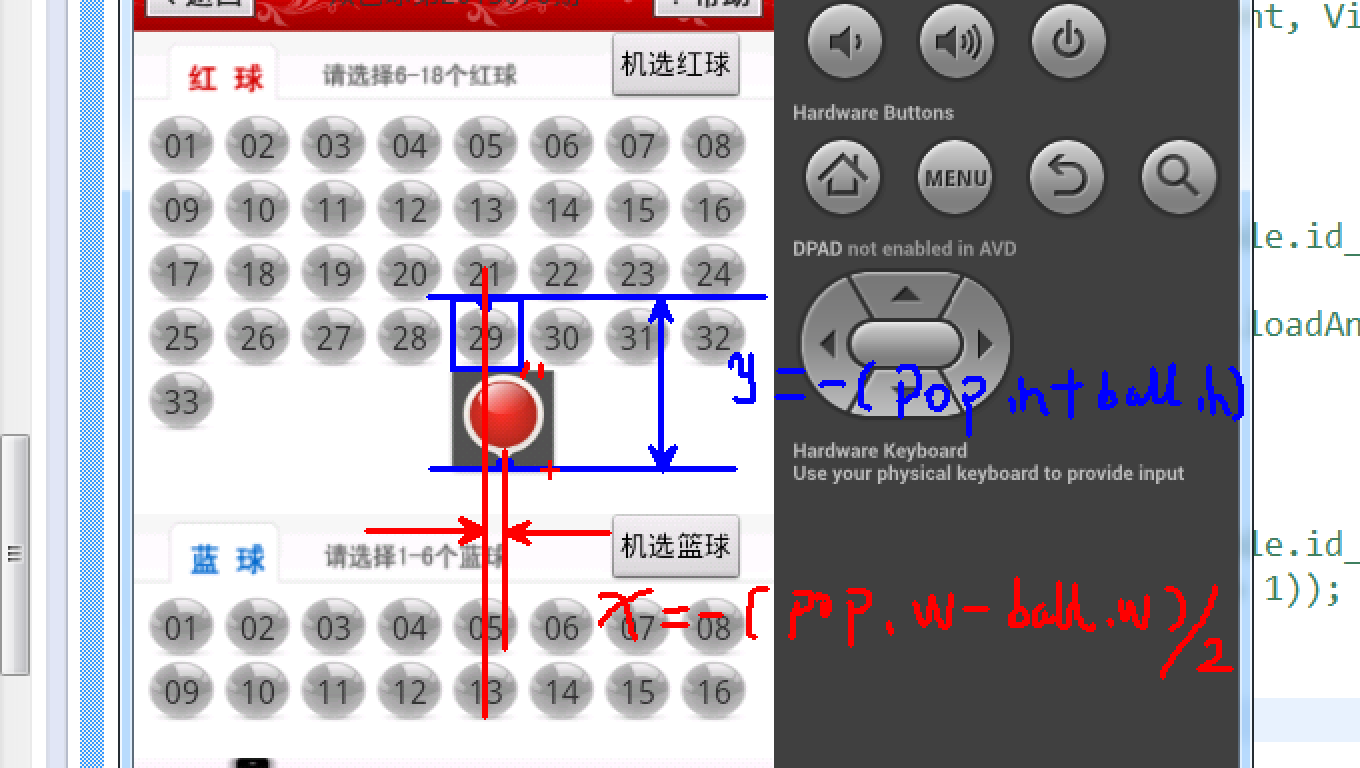 返回
帮助
nt, Vi
红 球
请选择6-18个红球
机选红球
Hardware Buttons
01 02 03 04 05 06 07 08
MENU
09 10 11 12 13 14 15 16
le.id_
DPAD not enabled in AVD
17 18 19 20 21 22 23 24
loadAn
25 26 27 28 29 30 31 32
y=-(pop.h+ball.h)
33
Hardware Keyboard
Use your physical keyboard to provide input
蓝 球
请选择1-6个蓝球
机选篮球
le.id_
1));
x=-(pop.w-ball.w)/2
01 02 03 04 05 06 07 08
09 10 11 12 13 14 15 16